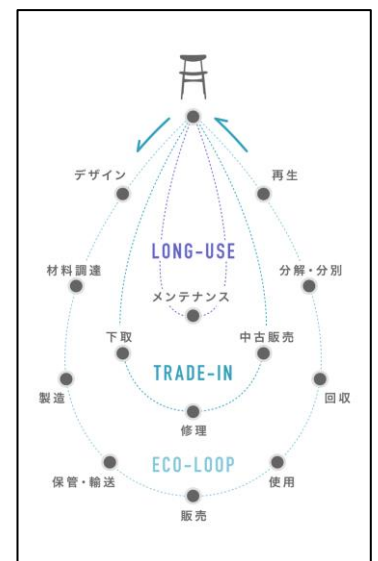 デザイン
再生
LONG-USE
材料調達
分解・分別
メンテナンス
下取
中古販売
TRADE-IN
製造
回収
修理
ECO-LOOP
保管・輸送
使用
販売